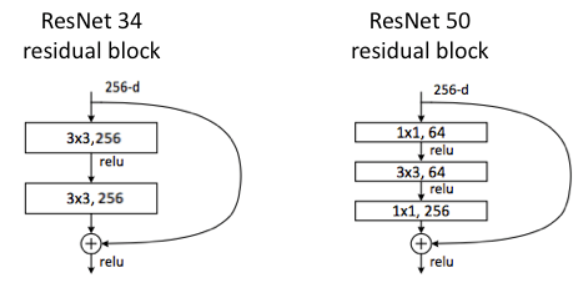 ResNet 34
residual block
256-d
3x3,256
relu
3x3, 256
+
relu
ResNet 50
residual block
256-d
1x1, 64
relu
3x3, 64
relu
1x1, 256
+
relu